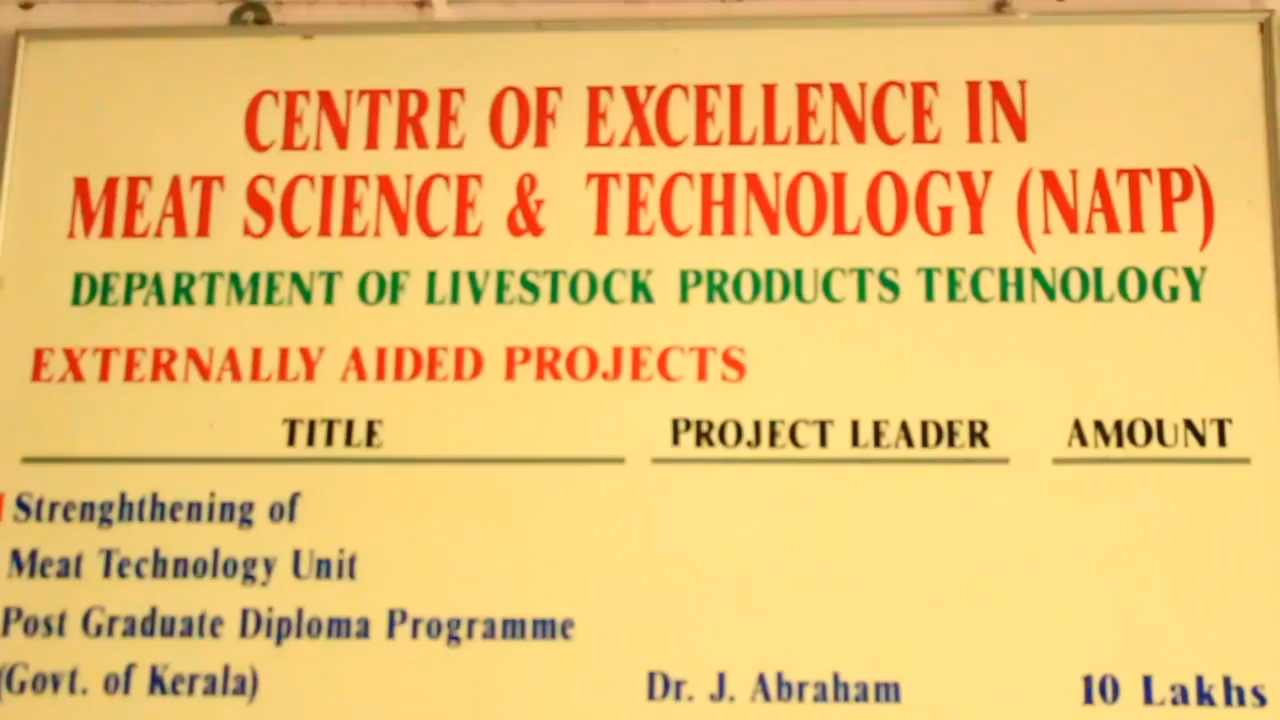 CENTRE OF EXCELLENCE IN
MEAT SCIENCE & TECHNOLOGY (NATP)
DEPARTMENT OF LIVESTOCK PRODUCTS TECHNOLOGY
EXTERNALLY AIDED PROJECTS
TITLE PROJECT LEADER AMOUNT
Strenghthening of
Meat Technology Unit
Post Graduate Diploma Programme
(Govt. of Kerala) Dr. J. Abraham 10 Lakhs